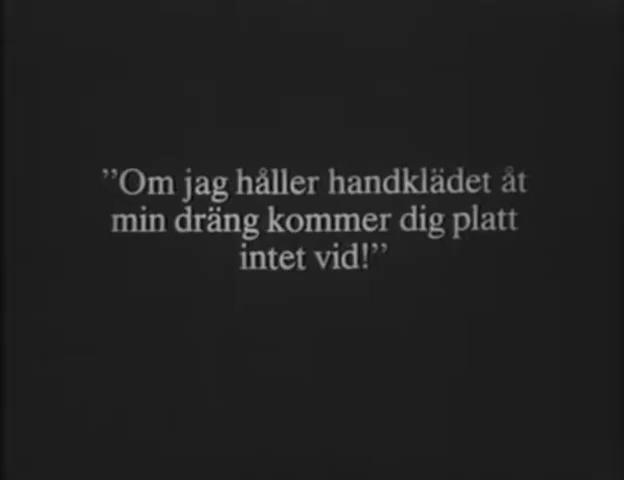 ”Om jag håller handklädet åt
min dräng kommer dig platt
intet vid!”